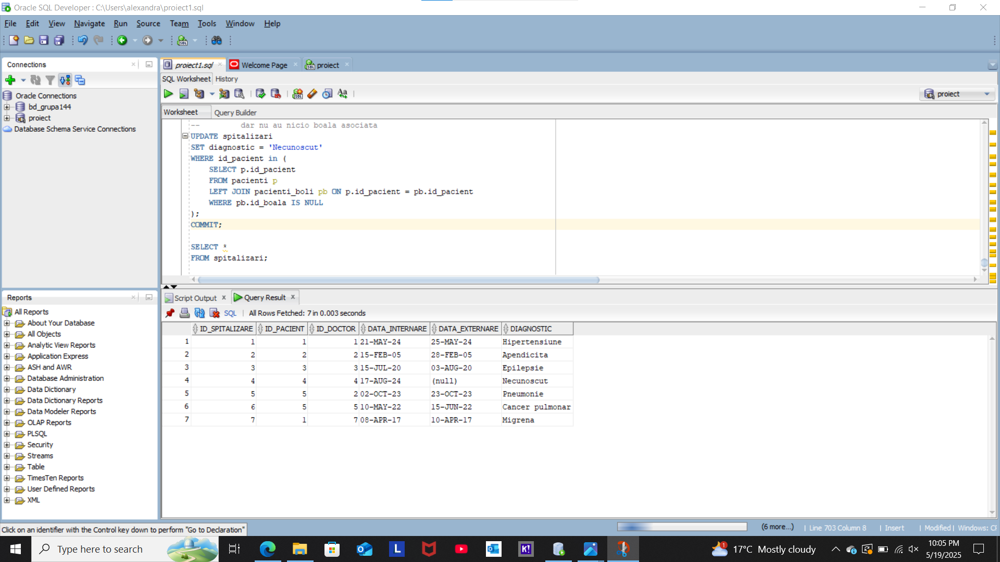 Oracle SQL Developer : C:\Users\alexandra\proiect1.sql
File Edit View Navigate Run Source Team Tools Window Help
Connections
proiect1.sql Welcome Page proiect
SQL Worksheet History
Oracle Connections
bd_grupa144
proiect
Database Schema Service Connections
proiect
Worksheet Query Builder
-- dar nu au nicio boala asociata
UPDATE spitalizari
SET diagnostic = 'Necunoscut'
WHERE id_pacient in (
SELECT p.id_pacient
FROM pacienti p
LEFT JOIN pacienti_boli pb ON p.id_pacient = pb.id_pacient
WHERE pb.id_boala IS NULL
);
COMMIT;
SELECT *
FROM spitalizari;
Reports
All Reports
About Your Database
All Objects
Analytic View Reports
Application Express
ASH and AWR
Database Administration
Data Dictionary
Data Dictionary Reports
Data Modeler Reports
OLAP Reports
PLSQL
Security
Streams
Table
TimesTen Reports
User Defined Reports
XML
Script Output Query Result
SQL All Rows Fetched: 7 in 0.003 seconds
ID_SPITALIZARE ID_PACIENT ID_DOCTOR DATA_INTERNARE DATA_EXTERNARE DIAGNOSTIC
1 1 1 1 21-MAY-24 25-MAY-24 Hipertensiune
2 2 2 2 15-FEB-05 28-FEB-05 Apendicita
3 3 3 3 15-JUL-20 03-AUG-20 Epilepsie
4 4 4 4 17-AUG-24 (null) Necunoscut
5 5 5 2 02-OCT-23 23-OCT-23 Pneumonie
6 6 5 5 10-MAY-22 15-JUN-22 Cancer pulmonar
7 7 1 7 08-APR-17 10-APR-17 Migrena
Click on an identifier with the Control key down to perform "Go to Declaration"
(6 more...) | Line 703 Column 8 | Insert | Modified | Windows:
Type here to search
17°C Mostly cloudy
10:05 PM
5/19/2025